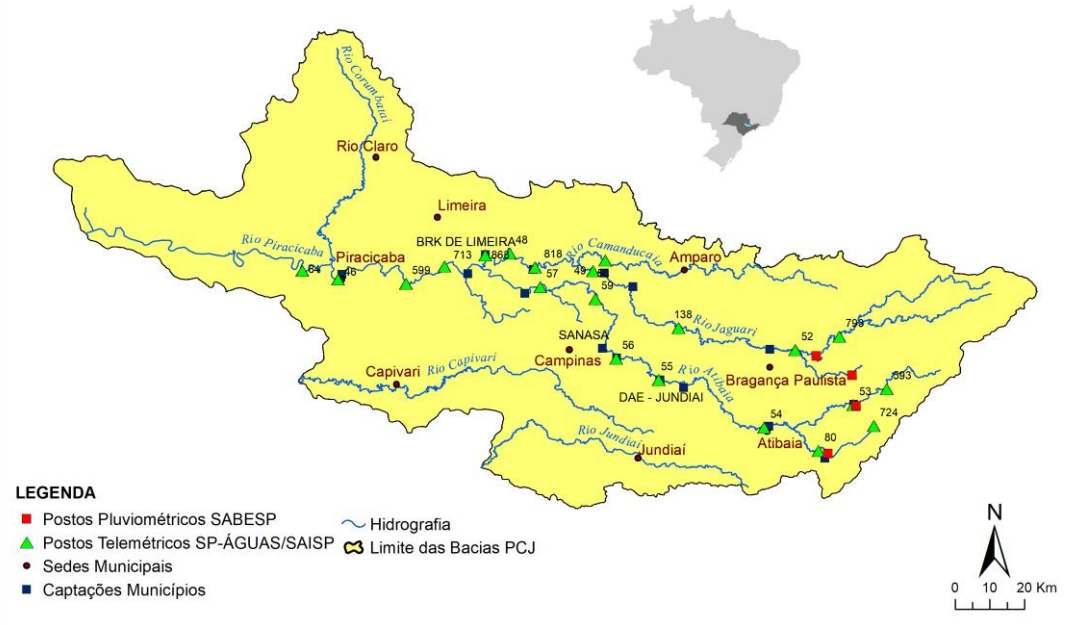 Rio Corumbataí
Rio Claro
Limeira
Rio Piracicaba
Piracicaba
BRK DE LIMEIRA
48
868
713
599
64
46
818
Rio Camanducaia
Amparo
49
57
59
138
Rio Jaguari
52
798
SANASA
Campinas
56
55
Rio Atibaia
DAE - JUNDIAI
Bragança Paulista
593
53
724
54
Atibaia
80
Capivari
Rio Capivari
Rio Jundiaí
Jundiaí
LEGENDA
Postos Pluviométricos SABESP
Postos Telemétricos SP-ÁGUAS/SAISP
Sedes Municipais
Captações Municípios
Hidrografia
Limite das Bacias PCJ
N
0 10 20 Km